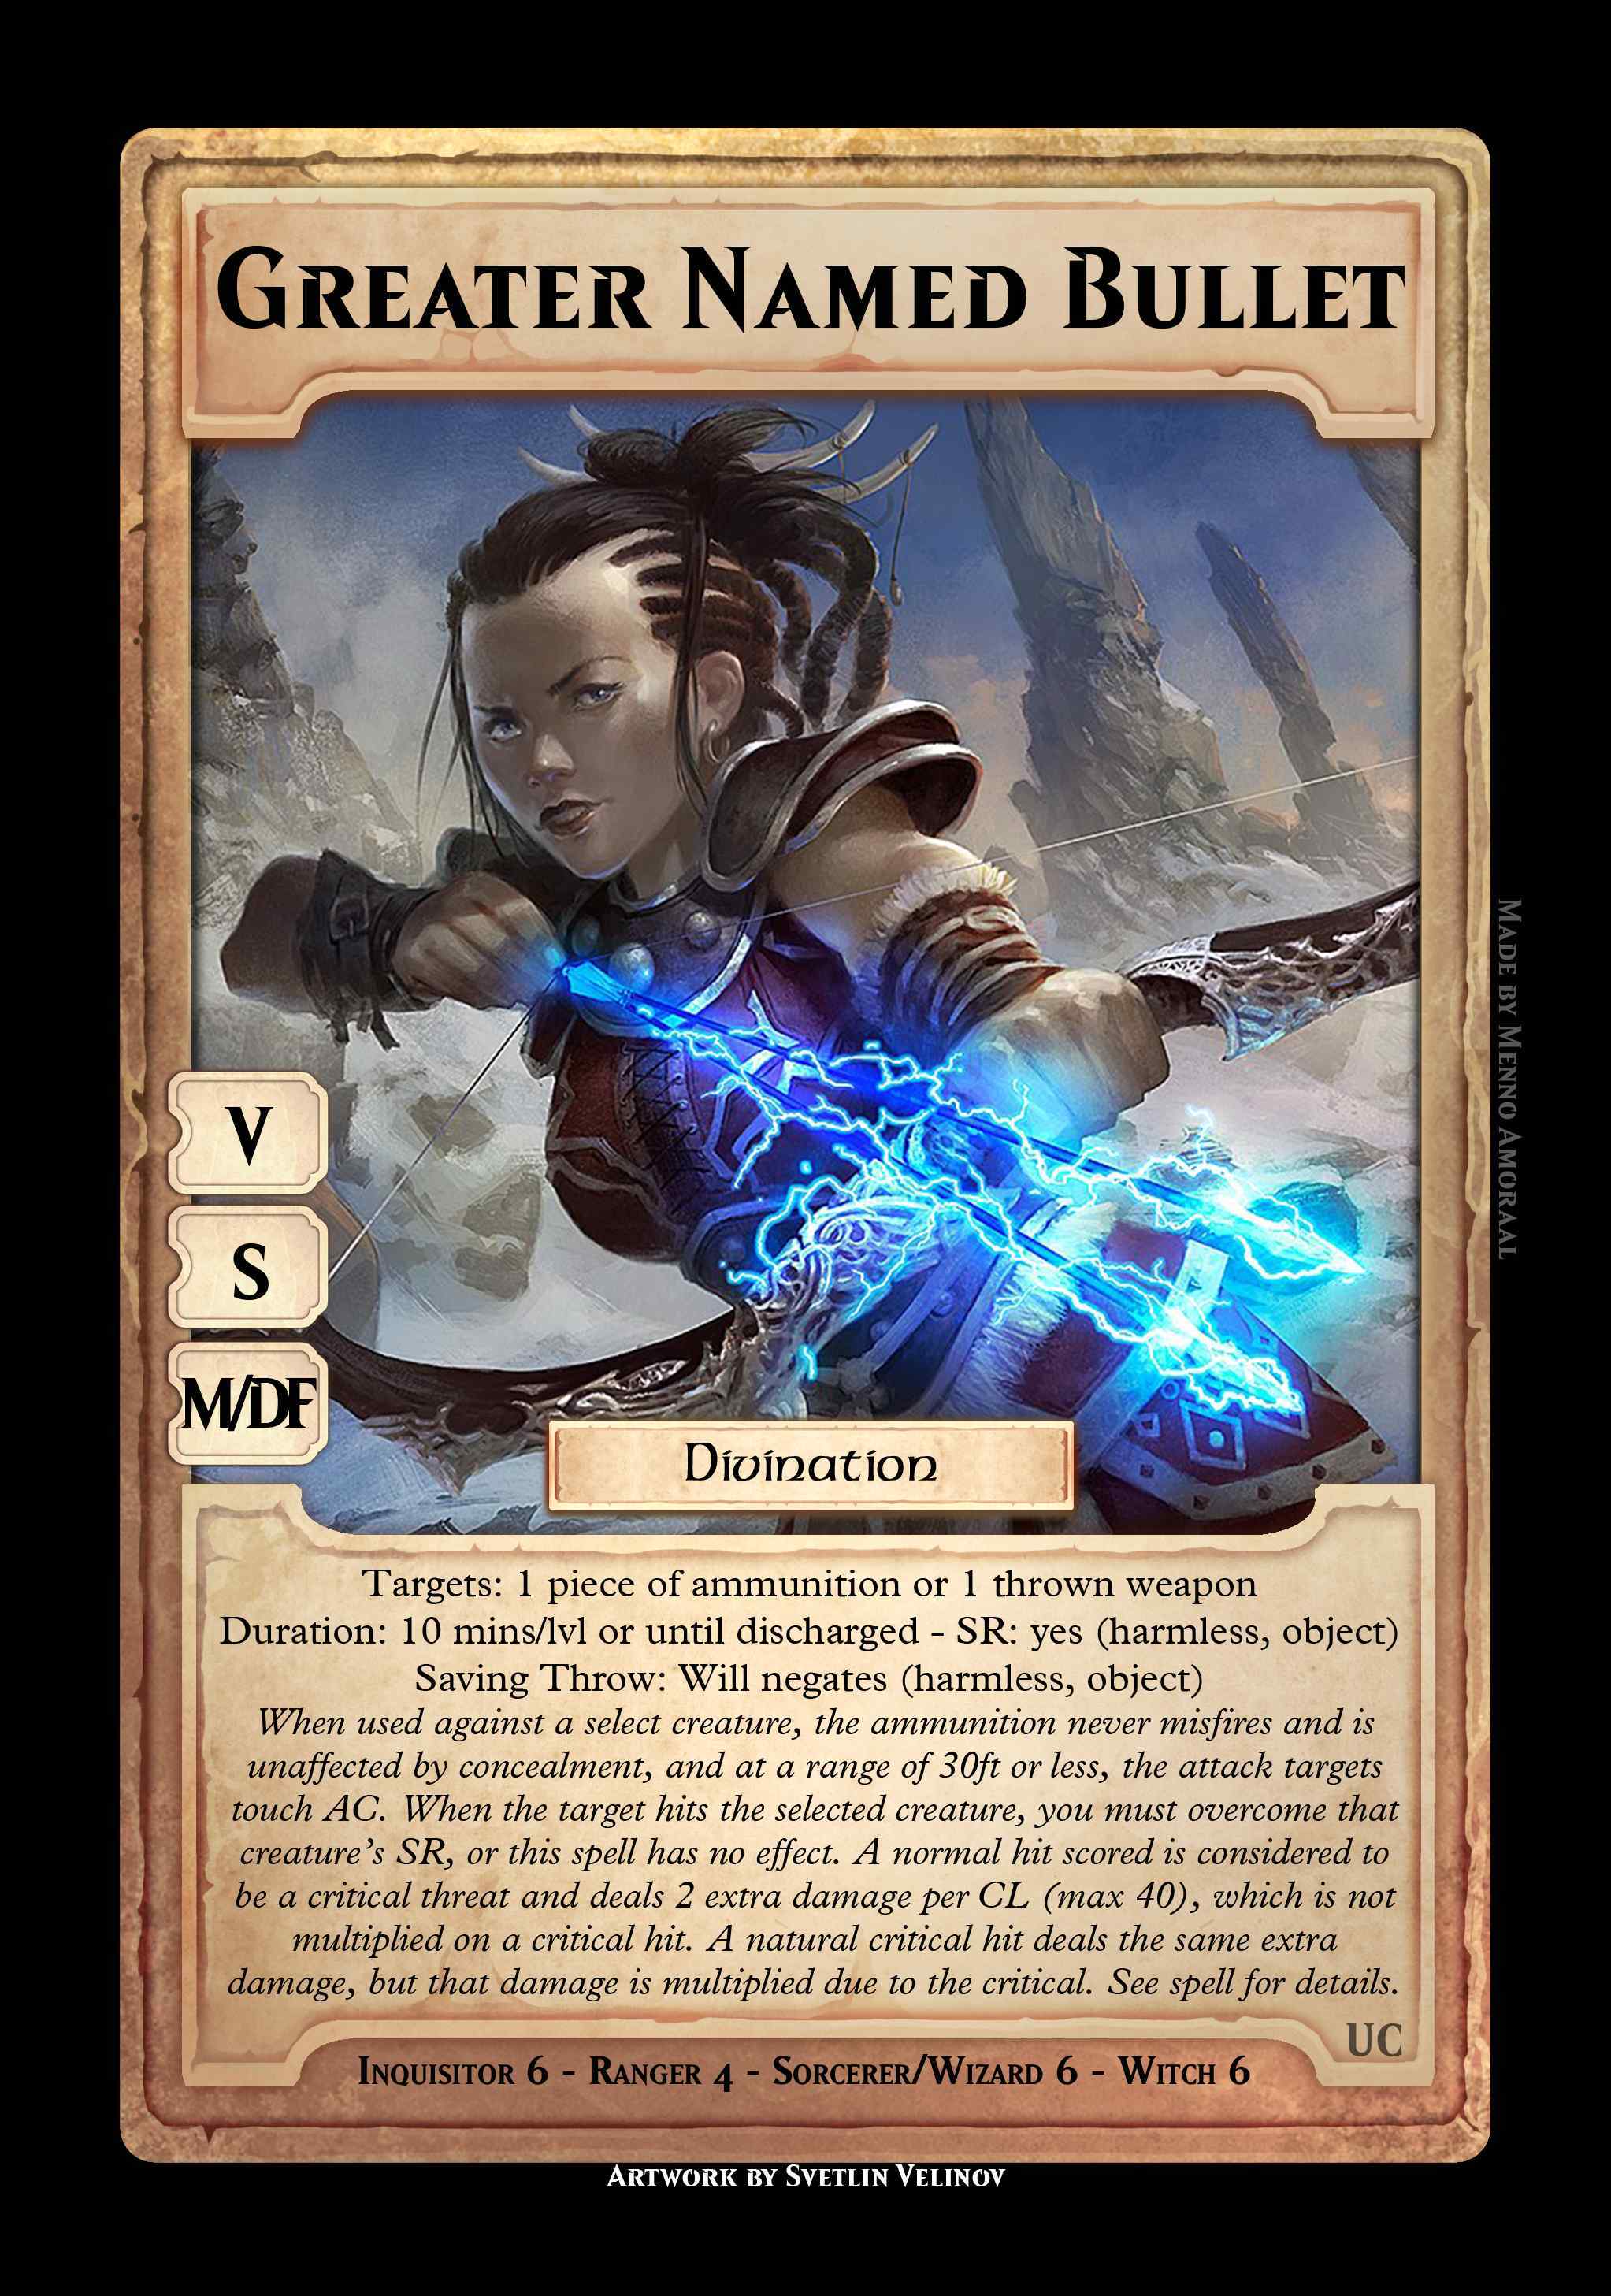 Greater Named Bullet
V
S
M/DF
Divination
Targets: 1 piece of ammunition or 1 thrown weapon
Duration: 10 mins/lvl or until discharged - SR: yes (harmless, object)
Saving Throw: Will negates (harmless, object)
When used against a select creature, the ammunition never misfires and is
unaffected by concealment, and at a range of 30ft or less, the attack targets
touch AC. When the target hits the selected creature, you must overcome that
creature's SR, or this spell has no effect. A normal hit scored is considered to
be a critical threat and deals 2 extra damage per CL (max 40), which is not
multiplied on a critical hit. A natural critical hit deals the same extra
damage, but that damage is multiplied due to the critical. See spell for details.
UC
Inquisitor 6 - Ranger 4 - Sorcerer/Wizard 6 - Witch 6
Artwork by Svetlin Velinov
Made by Menno Amoraal